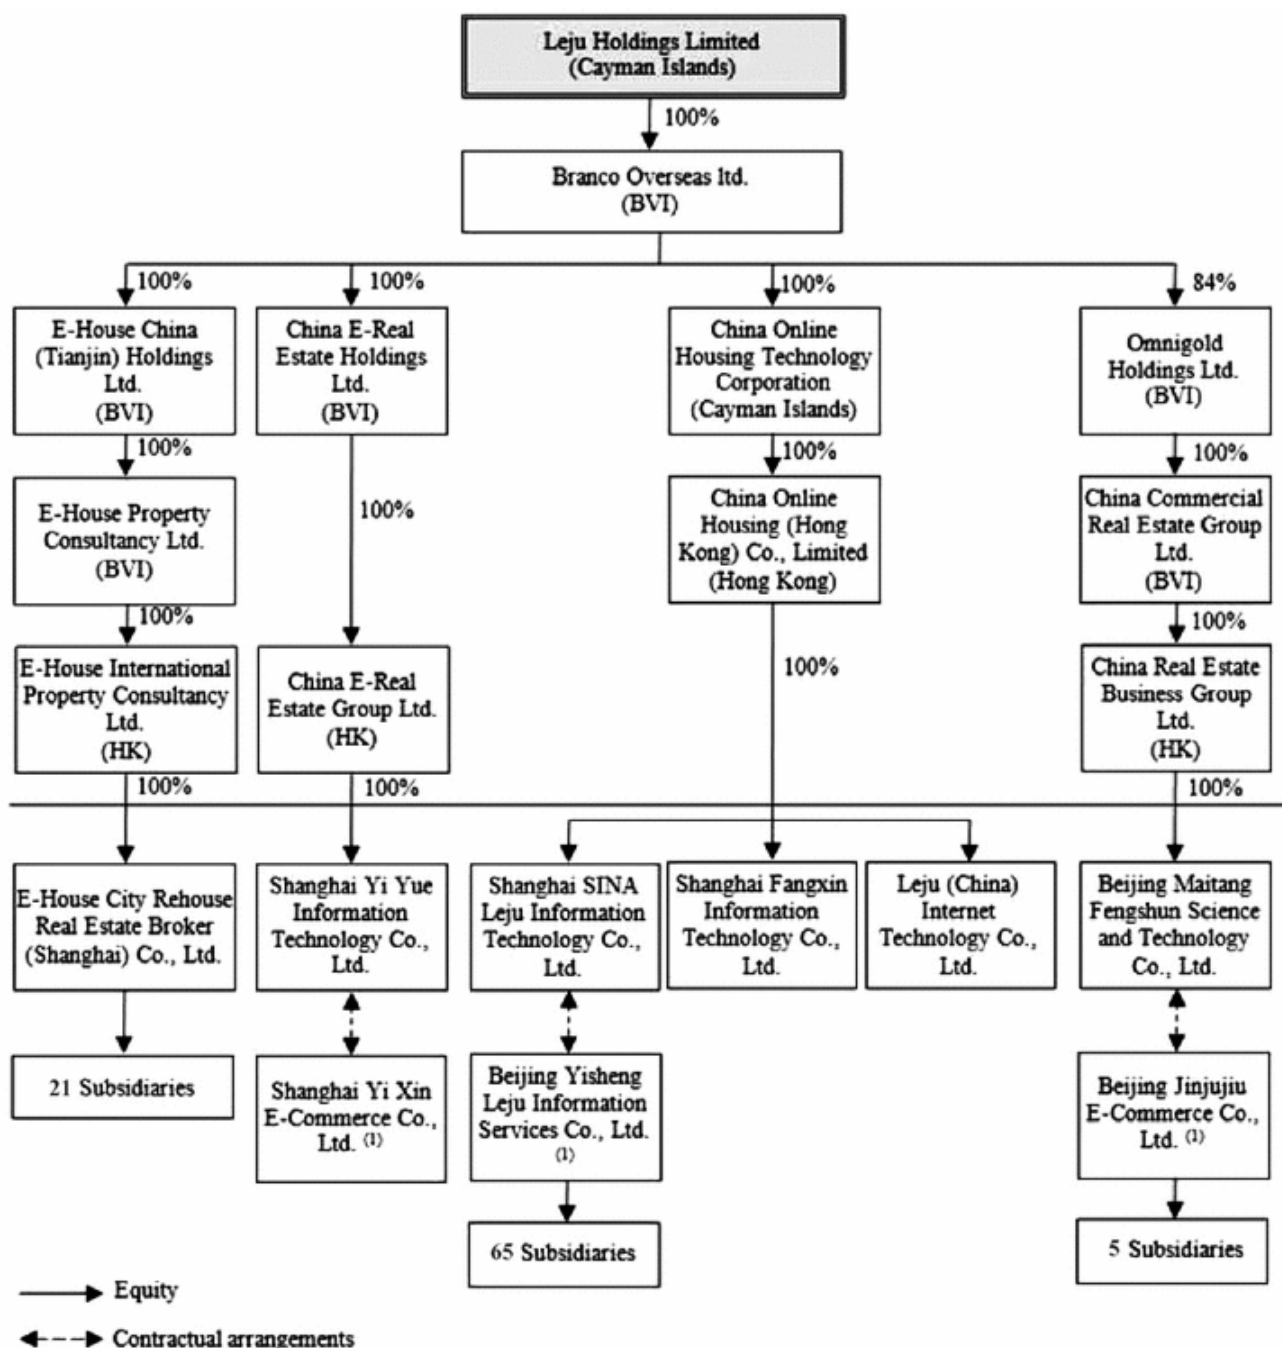 Leju Holdings Limited
(Cayman Islands)
100%
Branco Overseas ltd.
(BVI)
100%
100%
100%
84%
E-House China
(Tianjin) Holdings
Ltd.
(BVI)
China E-Real
Estate Holdings
Ltd.
(BVI)
China Online
Housing Technology
Corporation
(Cayman Islands)
Omnigold
Holdings Ltd.
(BVI)
100%
100%
100%
E-House Property
Consultancy Ltd.
(BVI)
100%
China Online
Housing (Hong
Kong) Co., Limited
(Hong Kong)
China Commercial
Real Estate Group
Ltd.
(BVI)
100%
100%
100%
E-House International
Property Consultancy
Ltd.
(HK)
China E-Real
Estate Group Ltd.
(HK)
China Real Estate
Business Group
Ltd.
(HK)
100%
100%
100%
E-House City Rehouse
Real Estate Broker
(Shanghai) Co., Ltd.
Shanghai Yi Yue
Information
Technology Co.,
Ltd.
Shanghai SINA
Leju Information
Technology Co.,
Ltd.
Shanghai Fangxin
Information
Technology Co.,
Ltd.
Leju (China)
Internet
Technology Co.,
Ltd.
Beijing Maitang
Fengshun Science
and Technology
Co., Ltd.
21 Subsidiaries
Shanghai Yi Xin
E-Commerce Co.,
Ltd. (1)
Beijing Yisheng
Leju Information
Services Co., Ltd.
(1)
Beijing Jinjujiu
E-Commerce Co.,
Ltd. (1)
65 Subsidiaries
5 Subsidiaries
Equity
Contractual arrangements